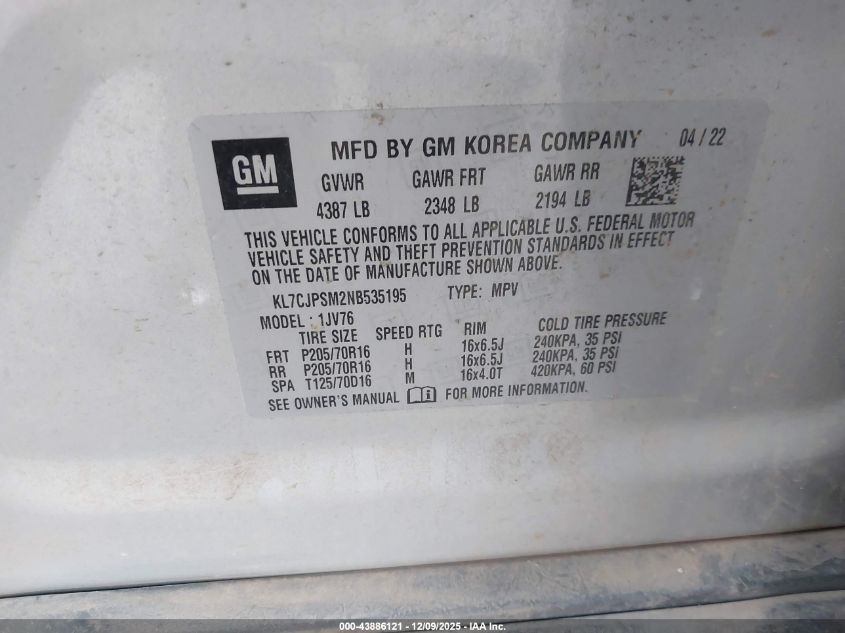 GM
MFD BY GM KOREA COMPANY 04 / 22
GVWR GAWR FRT GAWR RR
4387 LB 2348 LB 2194 LB
THIS VEHICLE CONFORMS TO ALL APPLICABLE U.S. FEDERAL MOTOR
VEHICLE SAFETY AND THEFT PREVENTION STANDARDS IN EFFECT
ON THE DATE OF MANUFACTURE SHOWN ABOVE.
KL7CJPSM2NB535195 TYPE: MPV
MODEL : 1JV76
TIRE SIZE SPEED RTG RIM COLD TIRE PRESSURE
FRT P205/70R16 H 16x6.5J 240KPA, 35 PSI
RR P205/70R16 H 16x6.5J 240KPA, 35 PSI
SPA T125/70D16 M 16x4.0T 420KPA, 60 PSI
SEE OWNER'S MANUAL i FOR MORE INFORMATION.
000-43886121 - 12/09/2025 - IAA Inc.